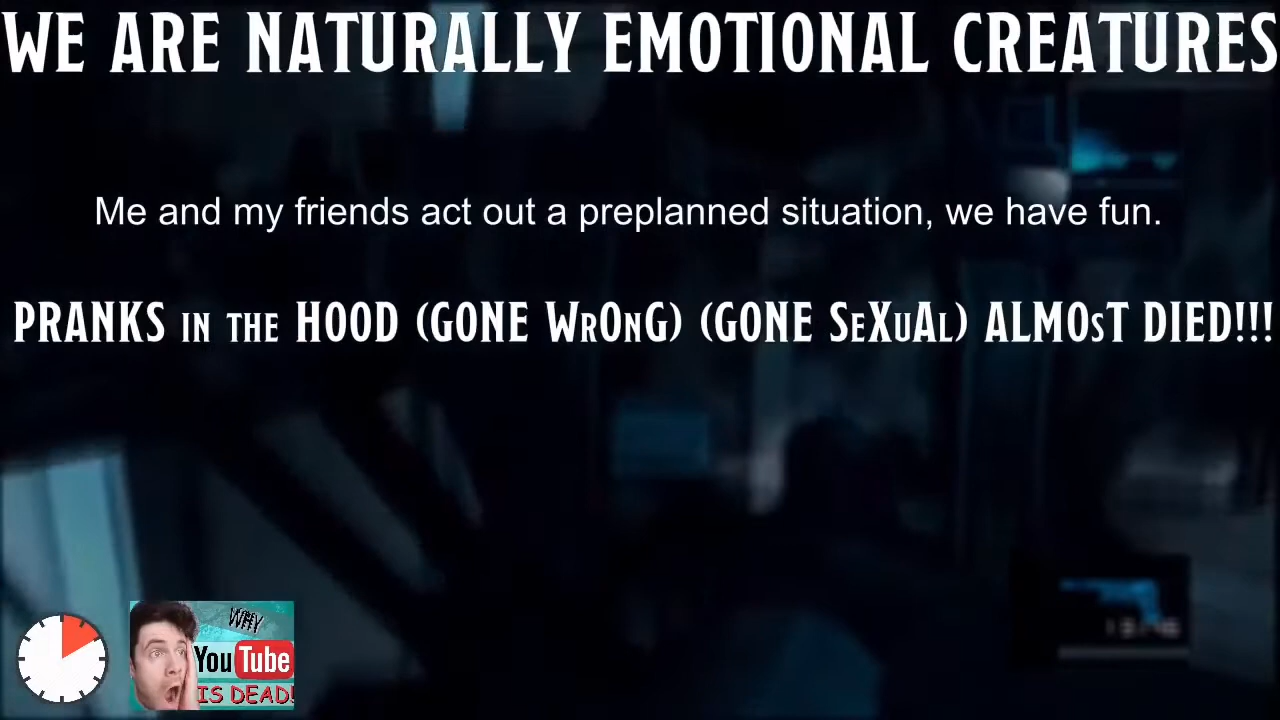 WE ARE NATURALLY EMOTIONAL CREATURES
Me and my friends act out a preplanned situation, we have fun.
PRANKS IN THE HOOD (GONE WrOnG) (GONE SeXuAl) ALMOsT DIED!!!
WHY
YouTube
IS DEAD!